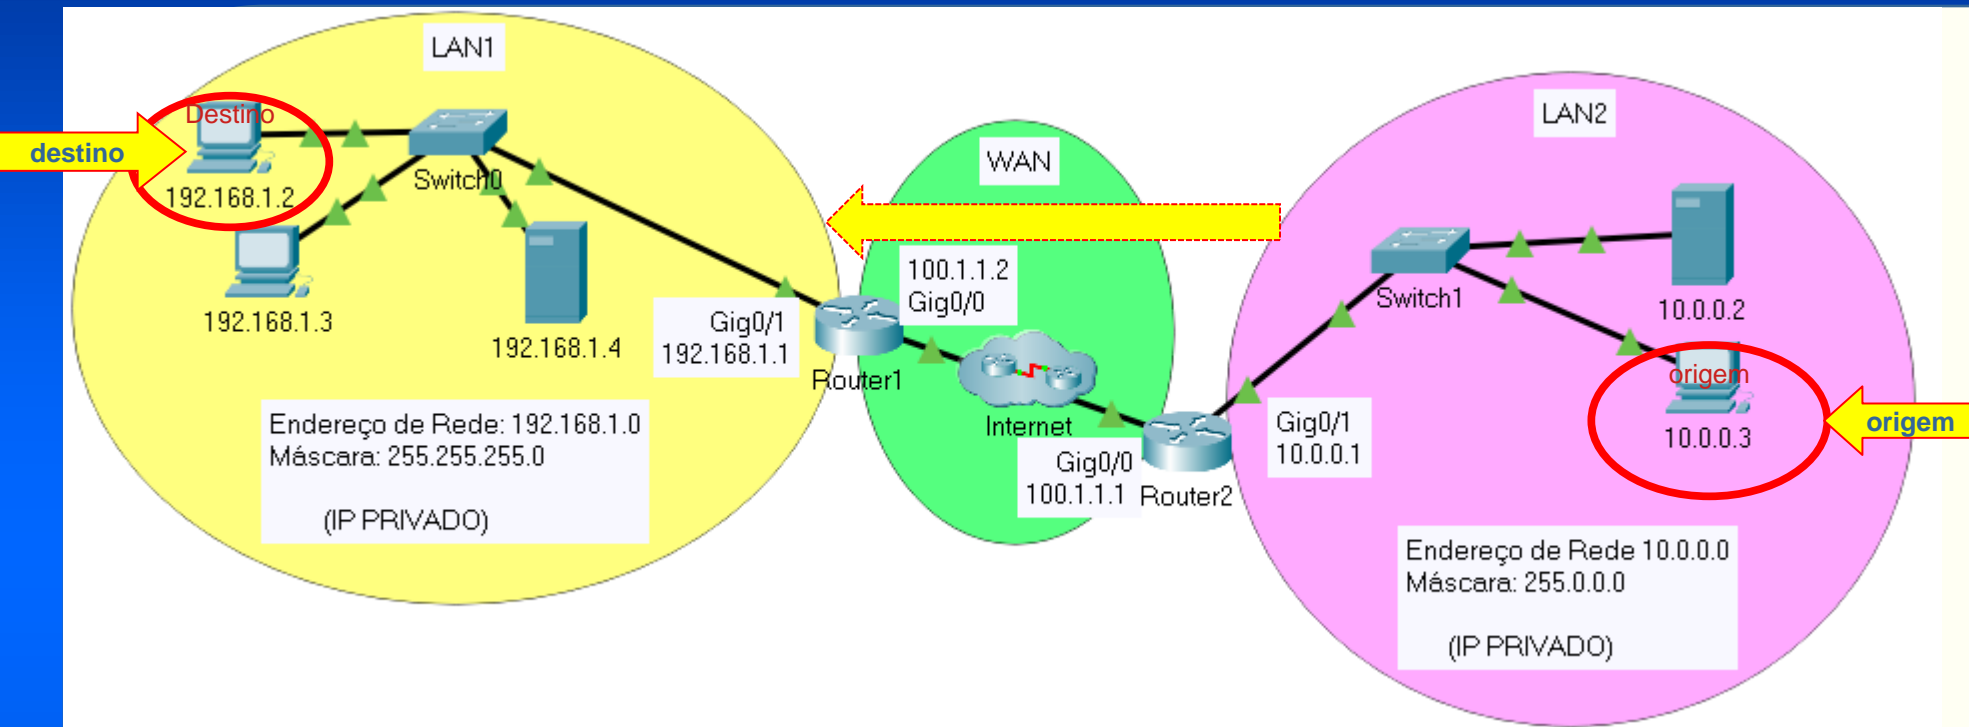 LAN1
Destino
destino
192.168.1.2
Switch0
192.168.1.3
192.168.1.4
Gig0/1
192.168.1.1
Router1
Endereço de Rede: 192.168.1.0
Máscara: 255.255.255.0
(IP PRIVADO)
WAN
100.1.1.2
Gig0/0
Internet
Gig0/0
100.1.1.1
Router2
LAN2
Switch1
10.0.0.2
origem
10.0.0.3
origem
Gig0/1
10.0.0.1
Endereço de Rede 10.0.0.0
Máscara: 255.0.0.0
(IP PRIVADO)